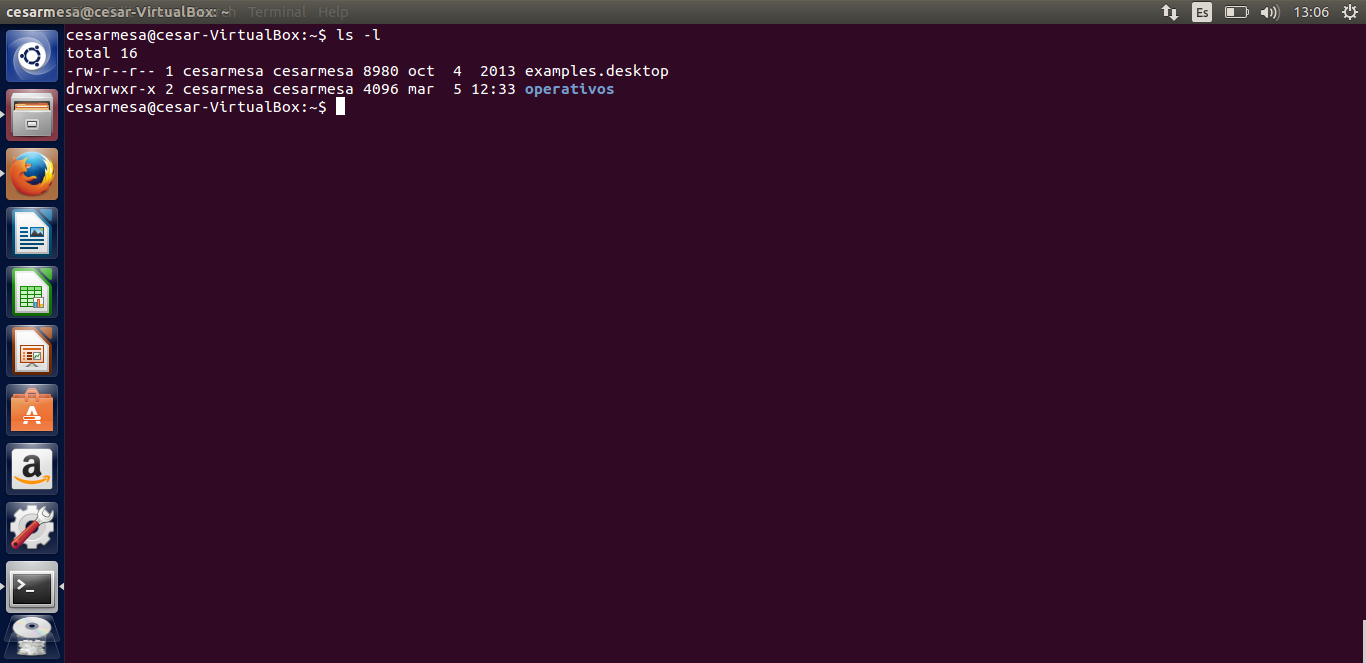 cesarmesa@cesar-VirtualBox: ~ Terminal Help
Es 13:06
cesarmesa@cesar-VirtualBox:~$ ls -l
total 16
-rw-r--r-- 1 cesarmesa cesarmesa 8980 oct  4  2013 examples.desktop
drwxrwxr-x 2 cesarmesa cesarmesa 4096 mar  5 12:33 operativos
cesarmesa@cesar-VirtualBox:~$